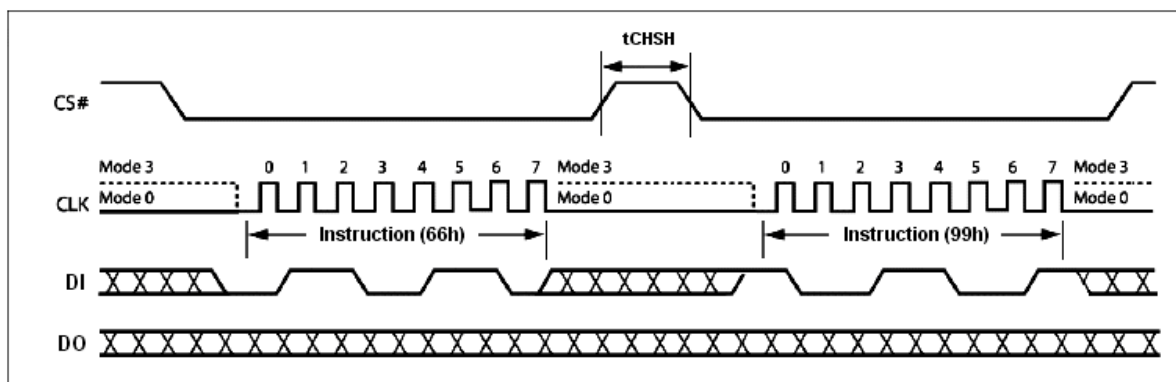 tCHSH
CS#
Mode 3 0 1 2 3 4 5 6 7 Mode 3 0 1 2 3 4 5 6 7 Mode 3
CLK Mode 0 Mode 0 Mode 0
Instruction (66h) Instruction (99h)
DI
DO